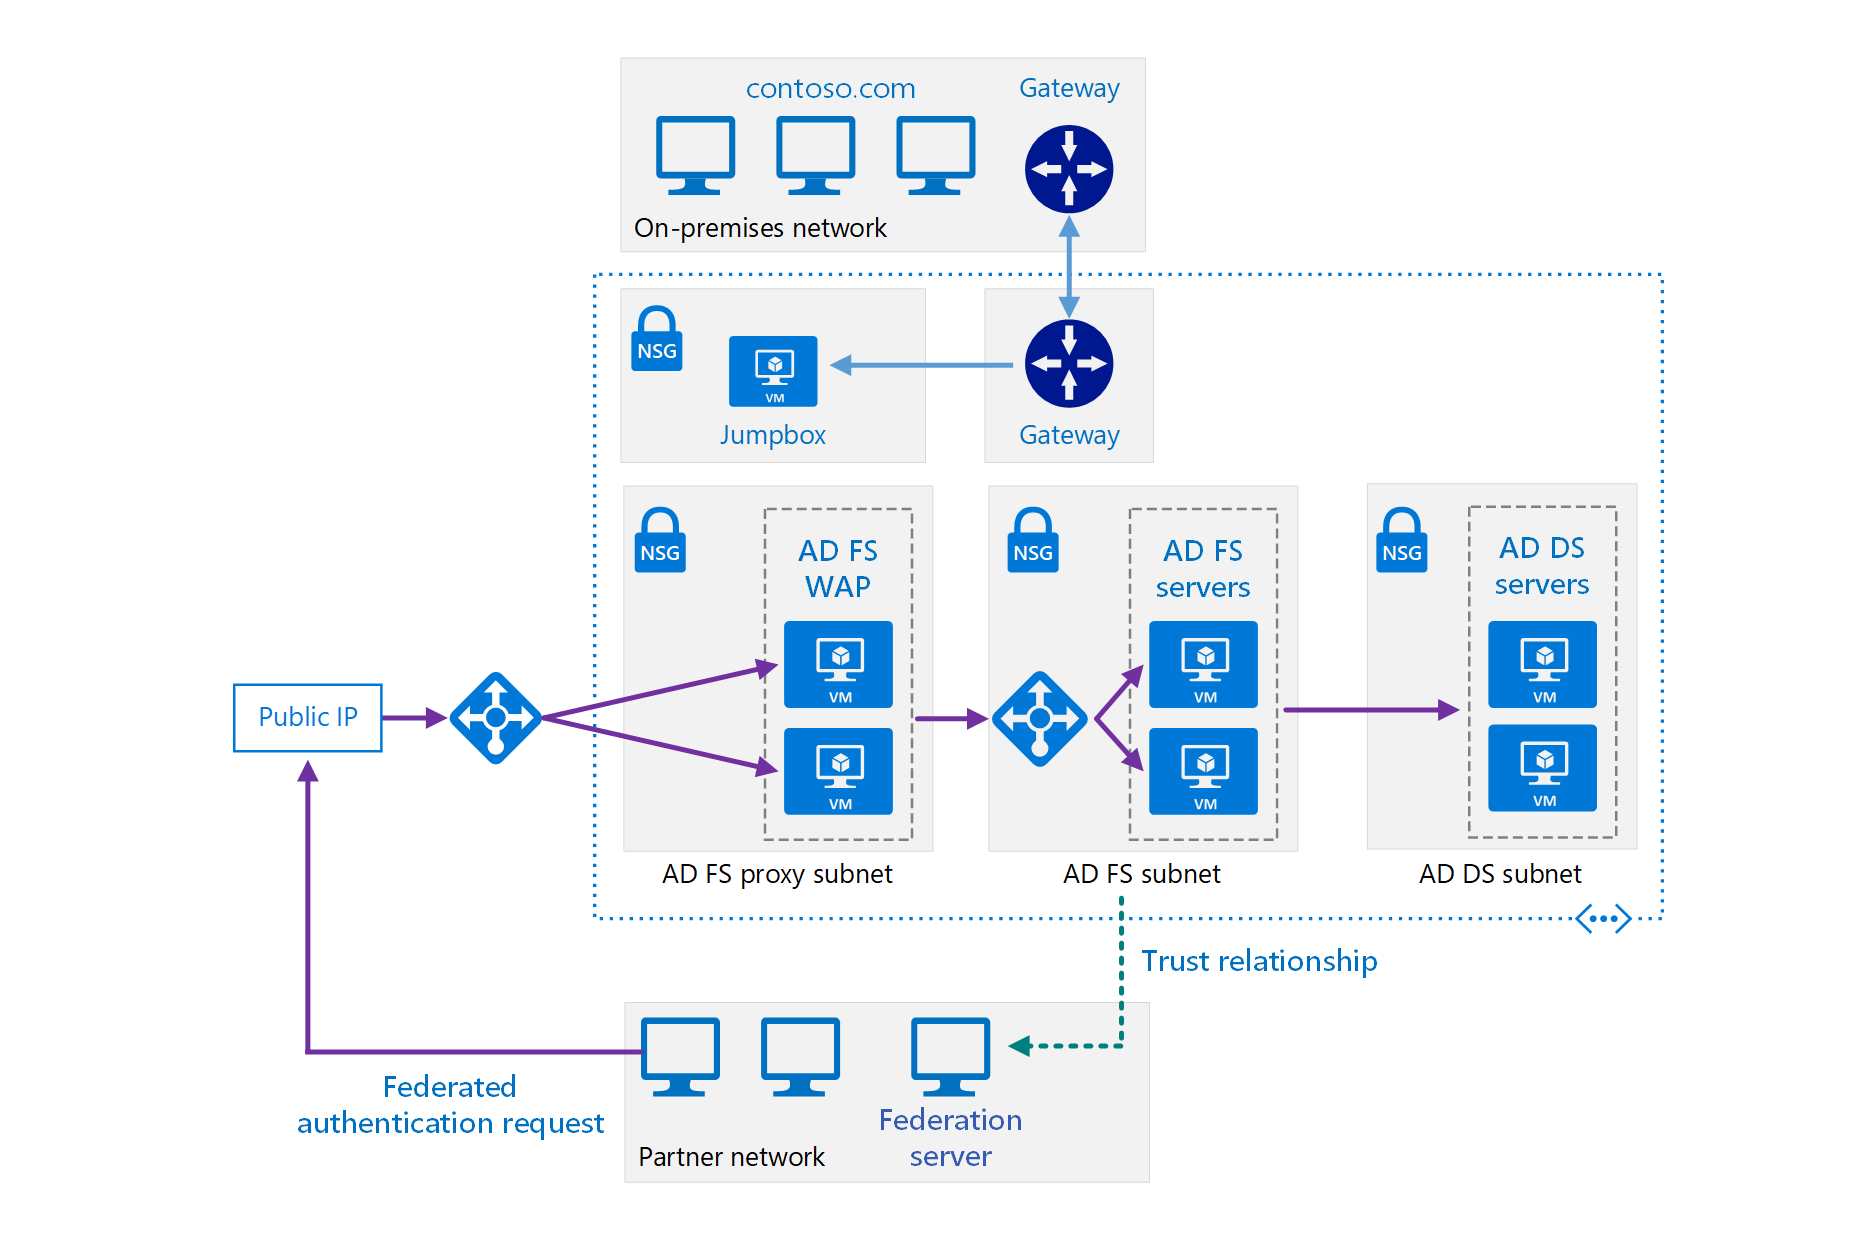 contoso.com
Gateway
On-premises network
NSG
VM
Jumpbox
Gateway
NSG
AD FS
WAP
VM
VM
AD FS proxy subnet
NSG
AD FS
servers
VM
VM
AD FS subnet
NSG
AD DS
servers
VM
VM
AD DS subnet
Public IP
Trust relationship
Federated
authentication request
Federation
server
Partner network